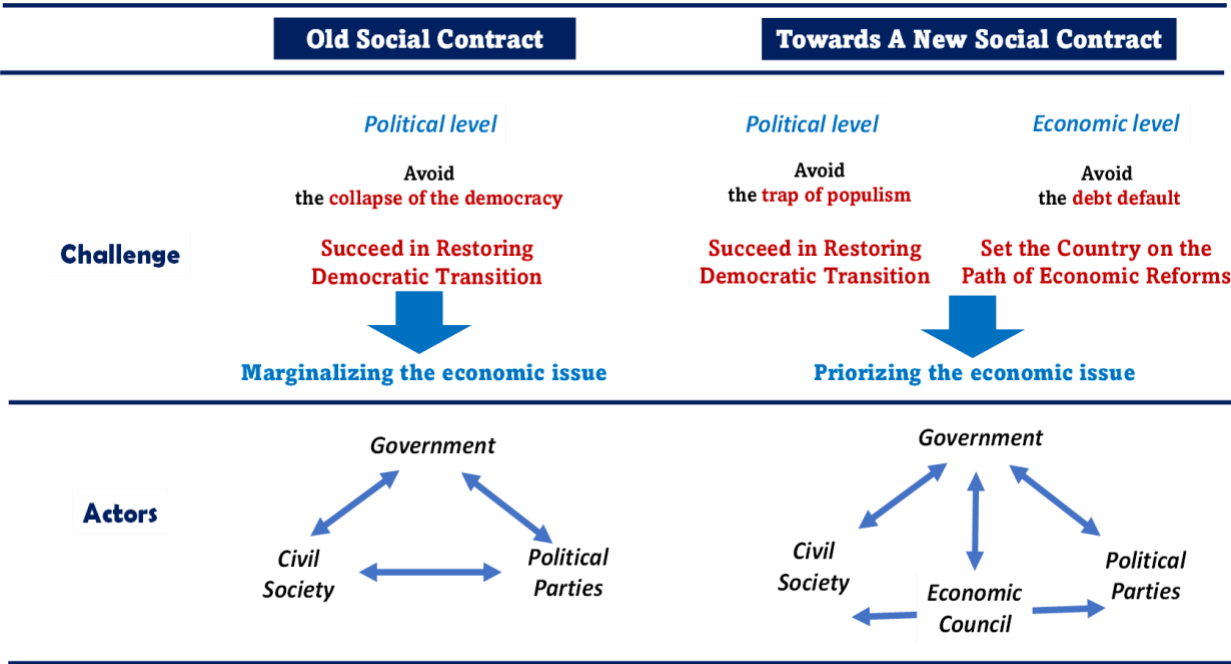 Old Social Contract
Towards A New Social Contract
Political level
Political level
Economic level
Avoid
the collapse of the democracy
Avoid
the trap of populism
Avoid
the debt default
Challenge
Succeed in Restoring
Democratic Transition
Succeed in Restoring
Democratic Transition
Set the Country on the
Path of Economic Reforms
Marginalizing the economic issue
Priorizing the economic issue
Actors
Government
Civil
Society
Political
Parties
Government
Civil
Society
Economic
Council
Political
Parties